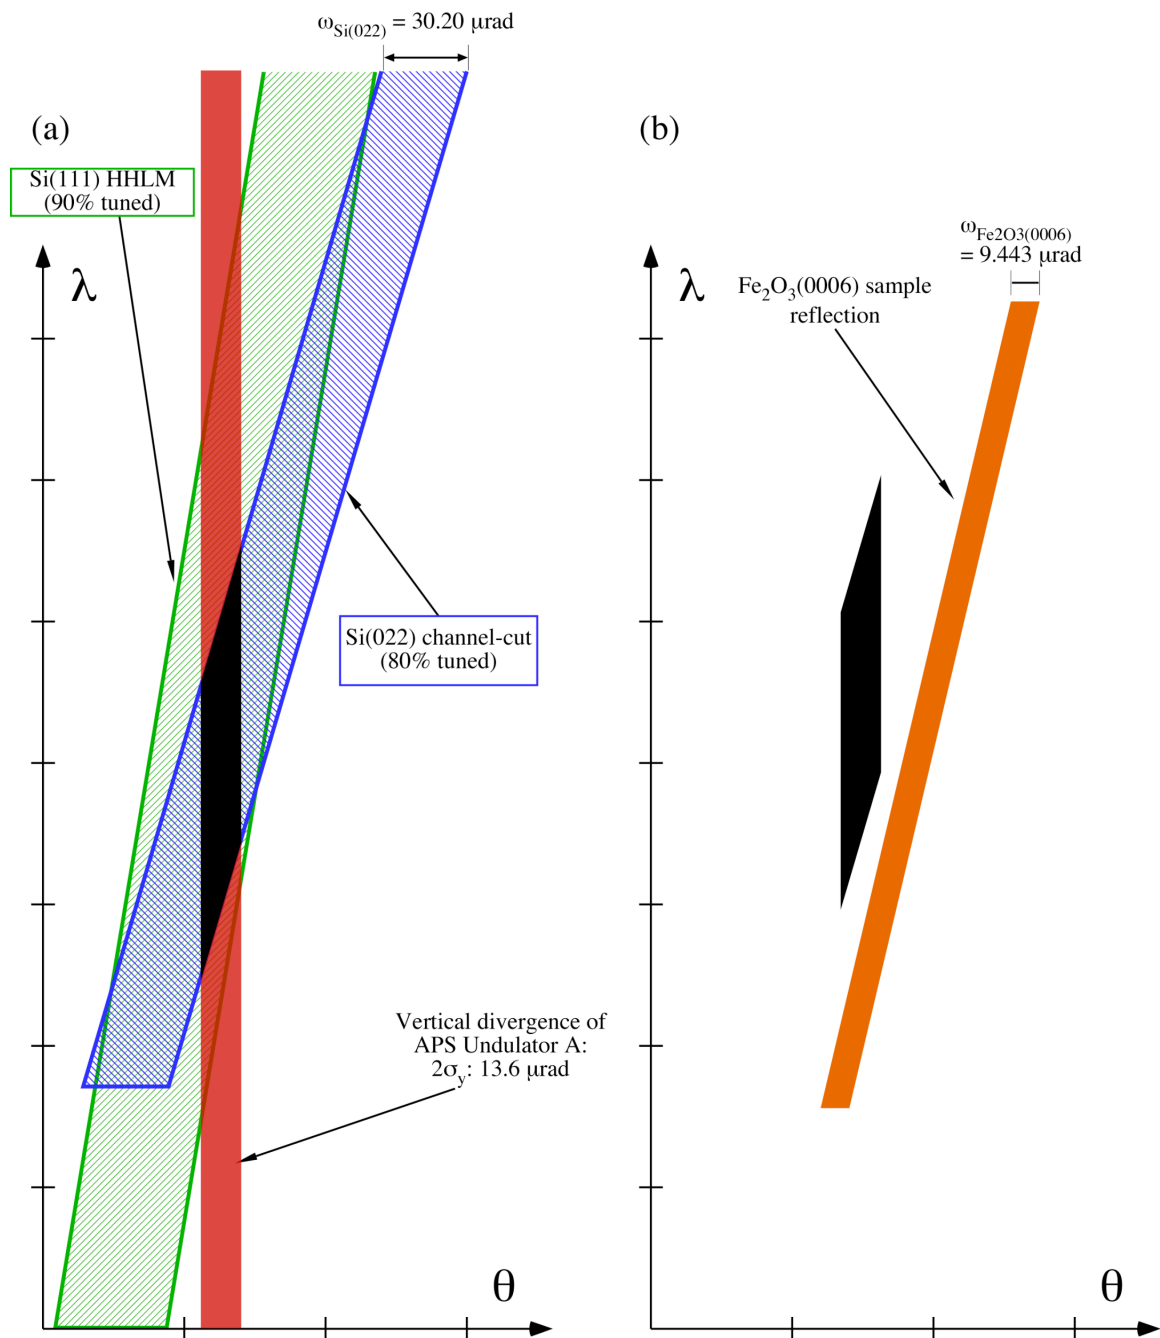 ω_Si(022) = 30.20 μrad
(a)
Si(111) HHLM
(90% tuned)
λ
Si(022) channel-cut
(80% tuned)
Vertical divergence of
APS Undulator A:
2σ_y: 13.6 μrad
θ
(b)
ω_Fe2O3(0006)
= 9.443 μrad
λ
Fe₂O₃(0006) sample
reflection
θ